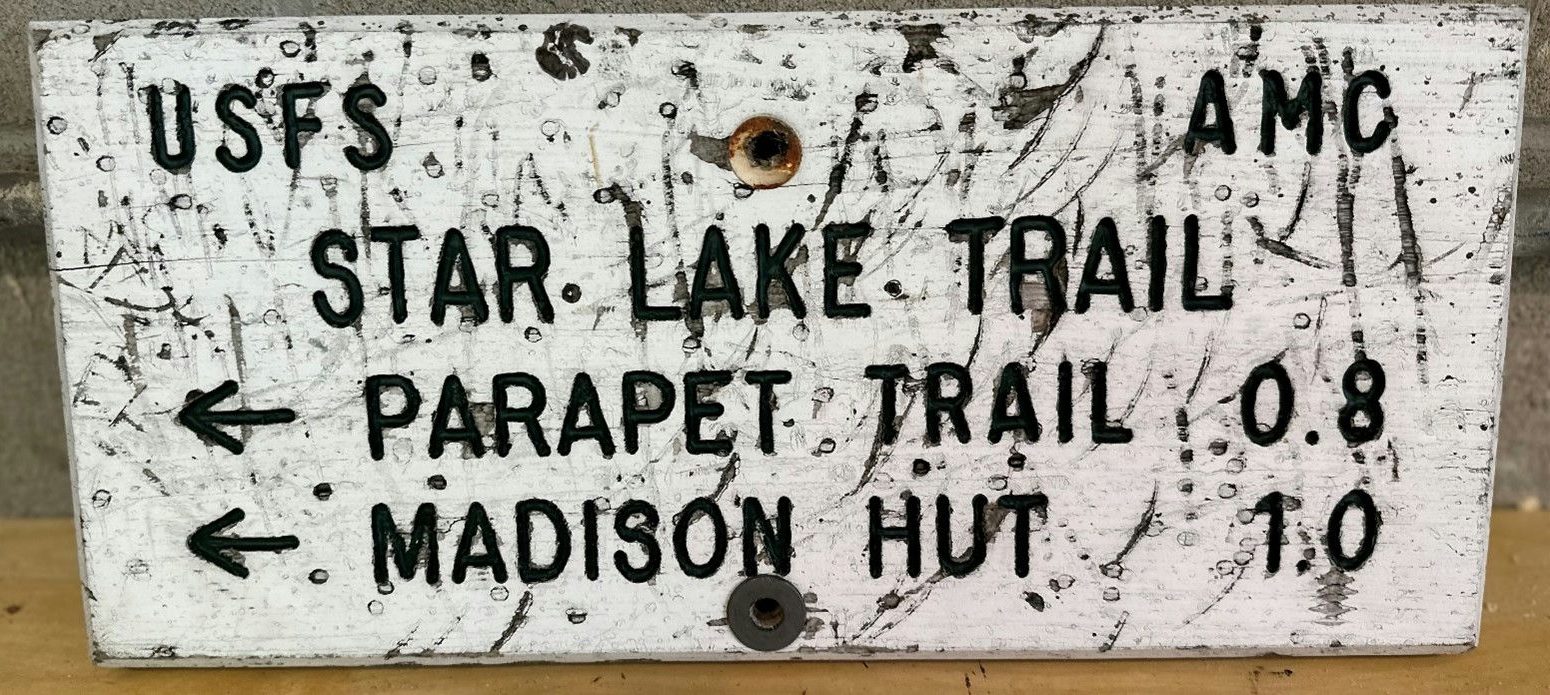 USFS AMC
STAR LAKE TRAIL
← PARAPET TRAIL 0.8
← MADISON HUT 1.0